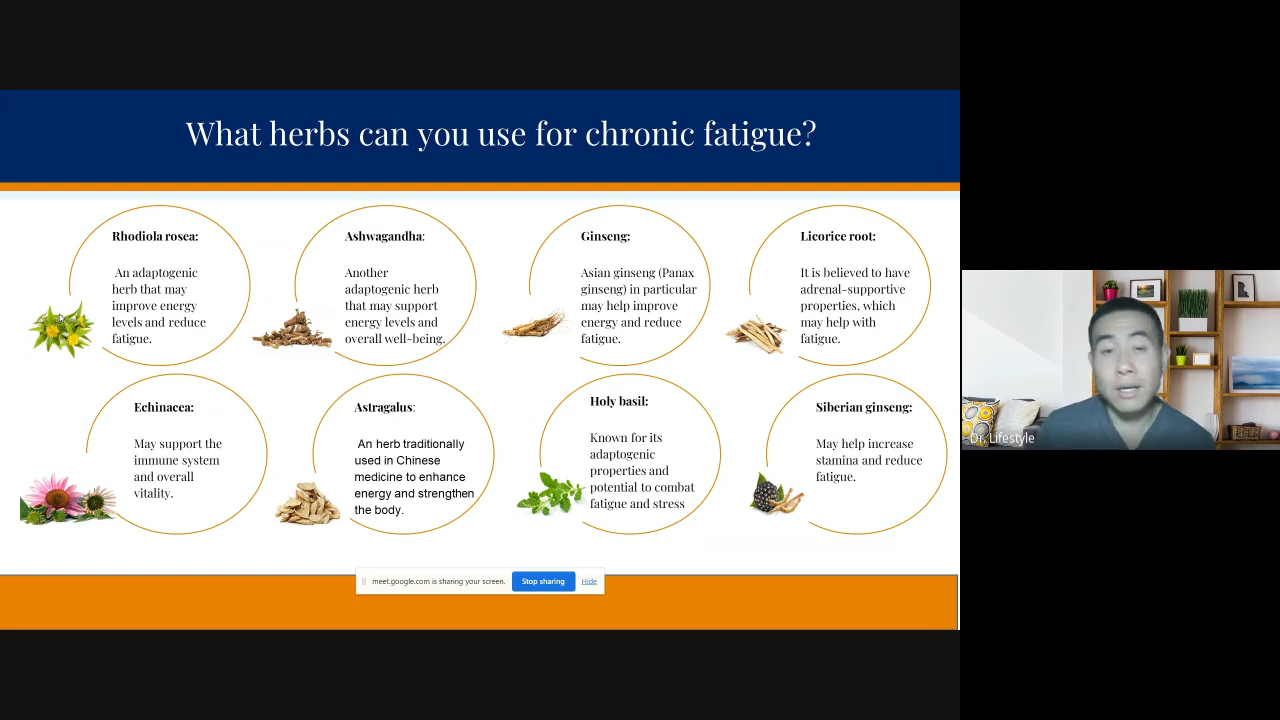 What herbs can you use for chronic fatigue?
Rhodiola rosea:
An adaptogenic
herb that may
improve energy
levels and reduce
fatigue.
Ashwagandha:
Another
adaptogenic herb
that may support
energy levels and
overall well-being.
Ginseng:
Asian ginseng (Panax
ginseng) in particular
may help improve
energy and reduce
fatigue.
Licorice root:
It is believed to have
adrenal-supportive
properties, which
may help with
fatigue.
Echinacea:
May support the
immune system
and overall
vitality.
Astragalus:
An herb traditionally
used in Chinese
medicine to enhance
energy and strengthen
the body.
Holy basil:
Known for its
adaptogenic
properties and
potential to combat
fatigue and stress
Siberian ginseng:
May help increase
stamina and reduce
fatigue.
meet.google.com is sharing your screen.
Stop sharing
Hide
Dr. Lifestyle